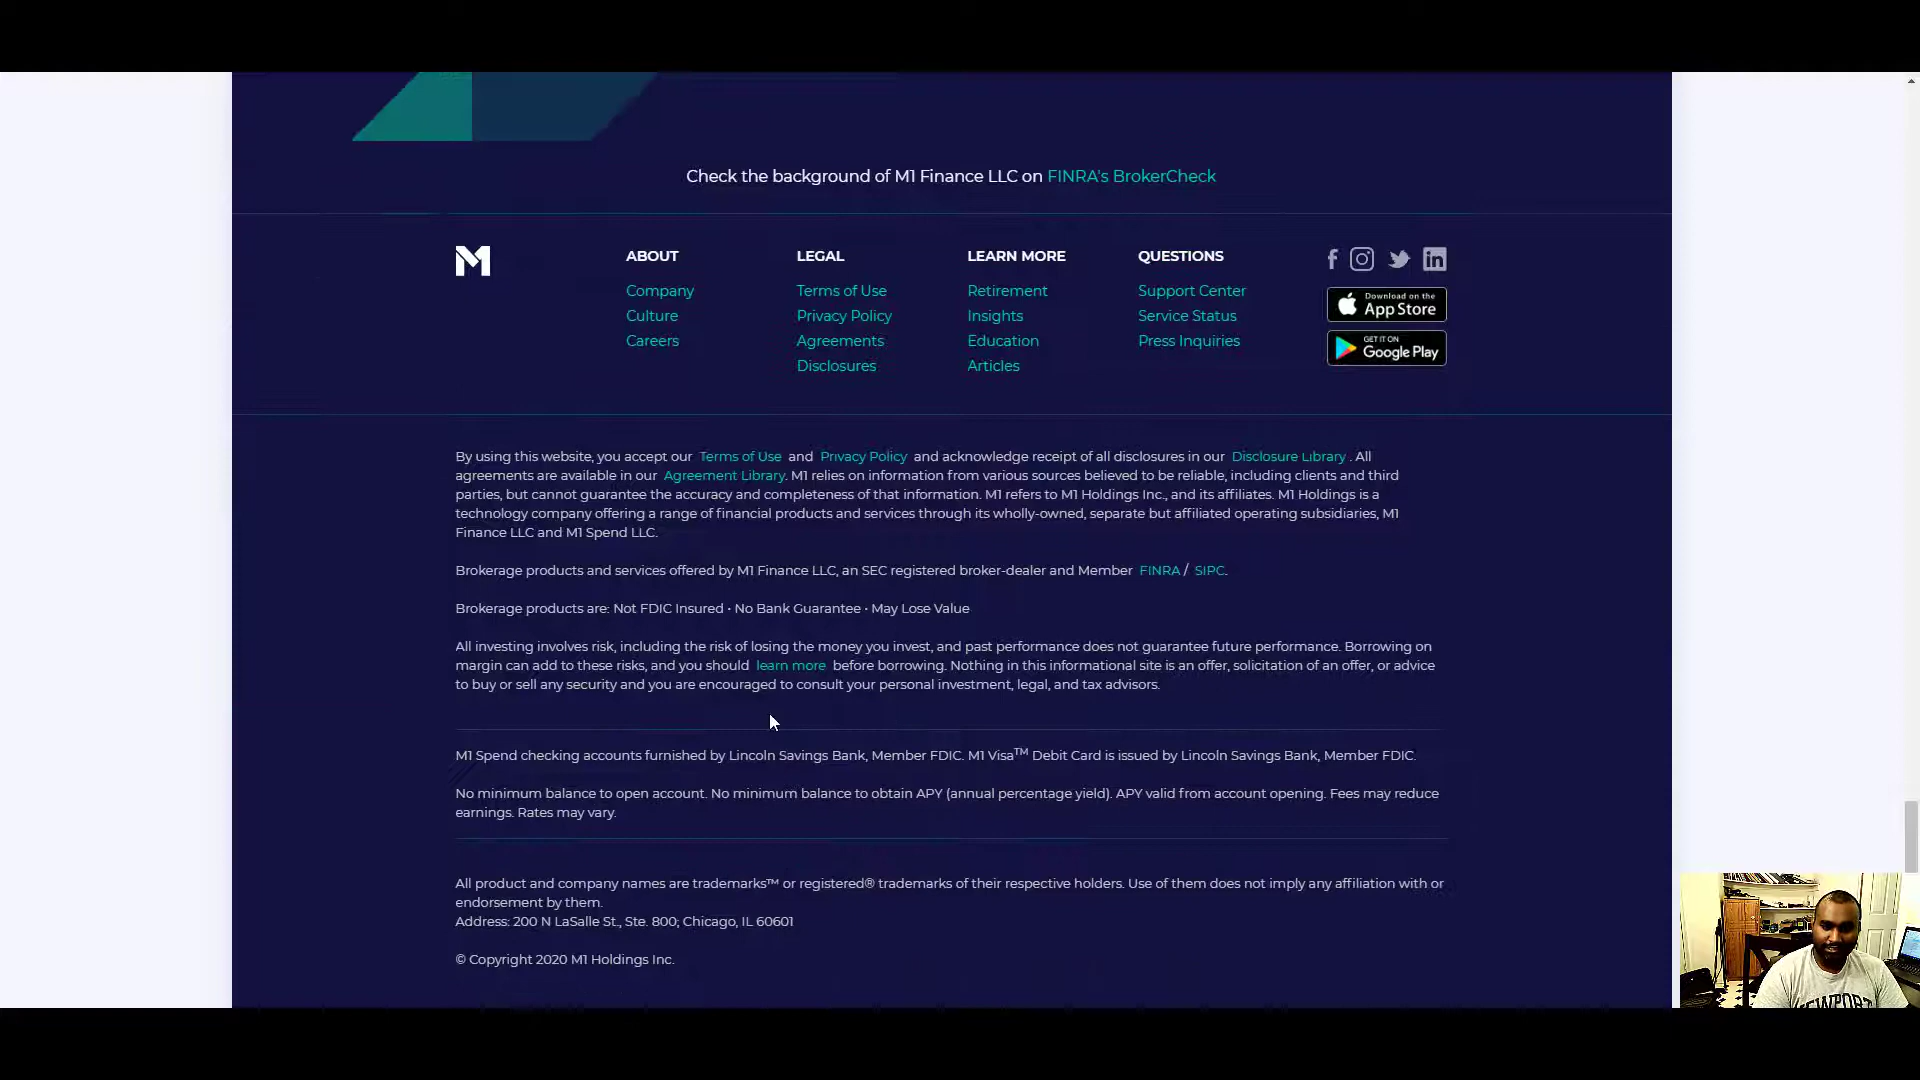 Check the background of M1 Finance LLC on FINRA's BrokerCheck
M1
ABOUT
Company
Culture
Careers
LEGAL
Terms of Use
Privacy Policy
Agreements
Disclosures
LEARN MORE
Retirement
Insights
Education
Articles
QUESTIONS
Support Center
Service Status
Press Inquiries
f
in
Download on the
App Store
GET IT ON
Google Play
By using this website, you accept our Terms of Use and Privacy Policy and acknowledge receipt of all disclosures in our Disclosure Library . All
agreements are available in our Agreement Library. M1 relies on information from various sources believed to be reliable, including clients and third
parties, but cannot guarantee the accuracy and completeness of that information. M1 refers to M1 Holdings Inc., and its affiliates. M1 Holdings is a
technology company offering a range of financial products and services through its wholly-owned, separate but affiliated operating subsidiaries, M1
Finance LLC and M1 Spend LLC.
Brokerage products and services offered by M1 Finance LLC, an SEC registered broker-dealer and Member FINRA / SIPC.
Brokerage products are: Not FDIC Insured • No Bank Guarantee • May Lose Value
All investing involves risk, including the risk of losing the money you invest, and past performance does not guarantee future performance. Borrowing on
margin can add to these risks, and you should learn more before borrowing. Nothing in this informational site is an offer, solicitation of an offer, or advice
to buy or sell any security and you are encouraged to consult your personal investment, legal, and tax advisors.
M1 Spend checking accounts furnished by Lincoln Savings Bank, Member FDIC. M1 Visa™ Debit Card is issued by Lincoln Savings Bank, Member FDIC.
No minimum balance to open account. No minimum balance to obtain APY (annual percentage yield). APY valid from account opening. Fees may reduce
earnings. Rates may vary.
All product and company names are trademarks™ or registered® trademarks of their respective holders. Use of them does not imply any affiliation with or
endorsement by them.
Address: 200 N LaSalle St., Ste. 800; Chicago, IL 60601
© Copyright 2020 M1 Holdings Inc.
NEWPORT